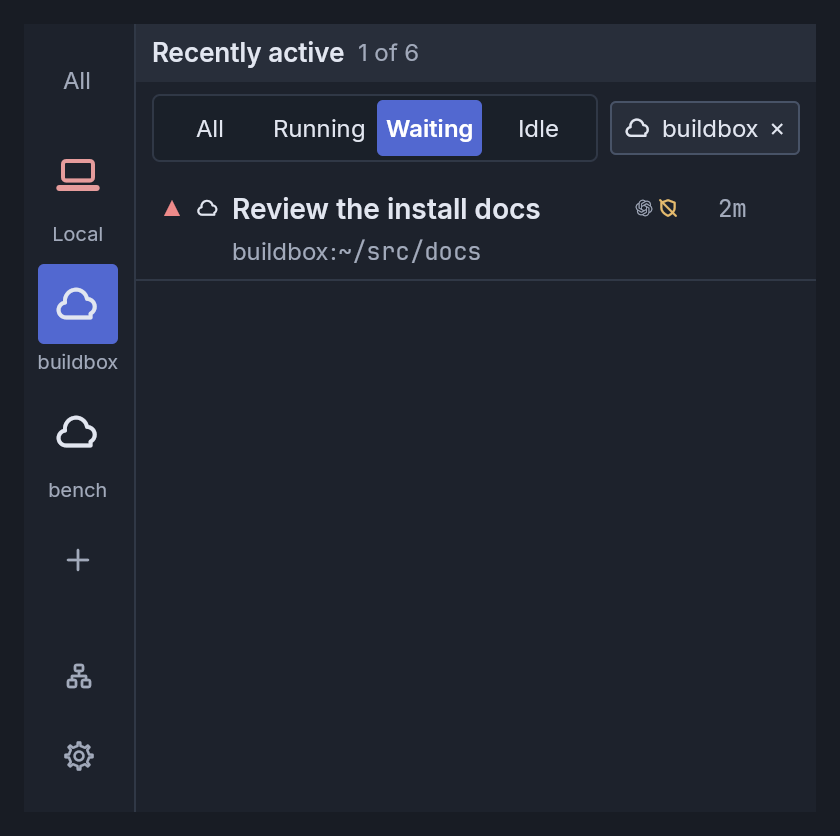 All
Local
buildbox
bench
Recently active 1 of 6
All Running Waiting Idle
buildbox ×
Review the install docs 2m
buildbox:~/src/docs